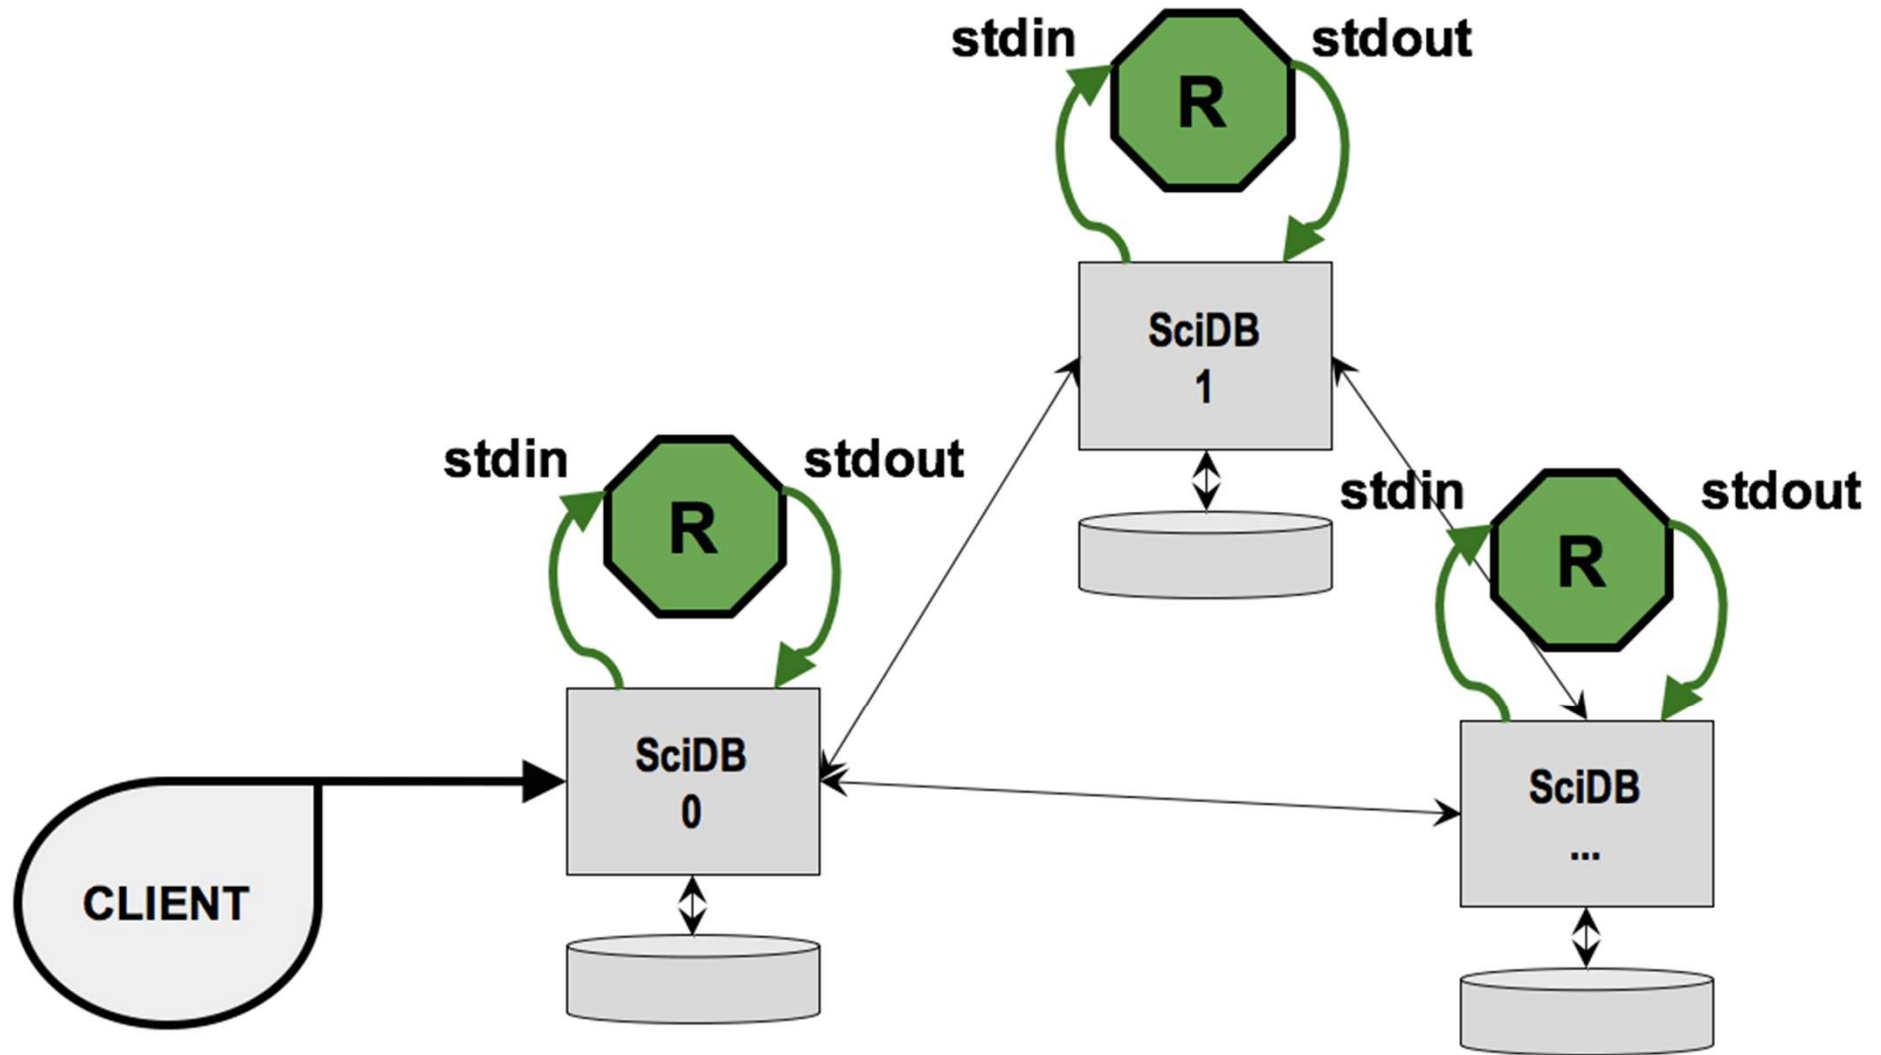 stdin
stdout
R
SciDB
1
stdin
stdout
R
SciDB
0
stdin
stdout
R
SciDB
...
CLIENT